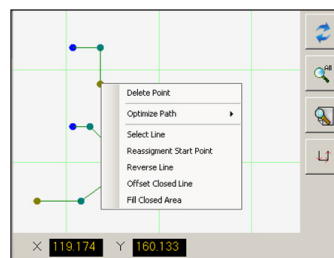 All
Delete Point
Optimize Path
Select Line
Reassigment Start Point
Reverse Line
Offset Closed Line
Fill Closed Area
X 119.174 Y 160.133